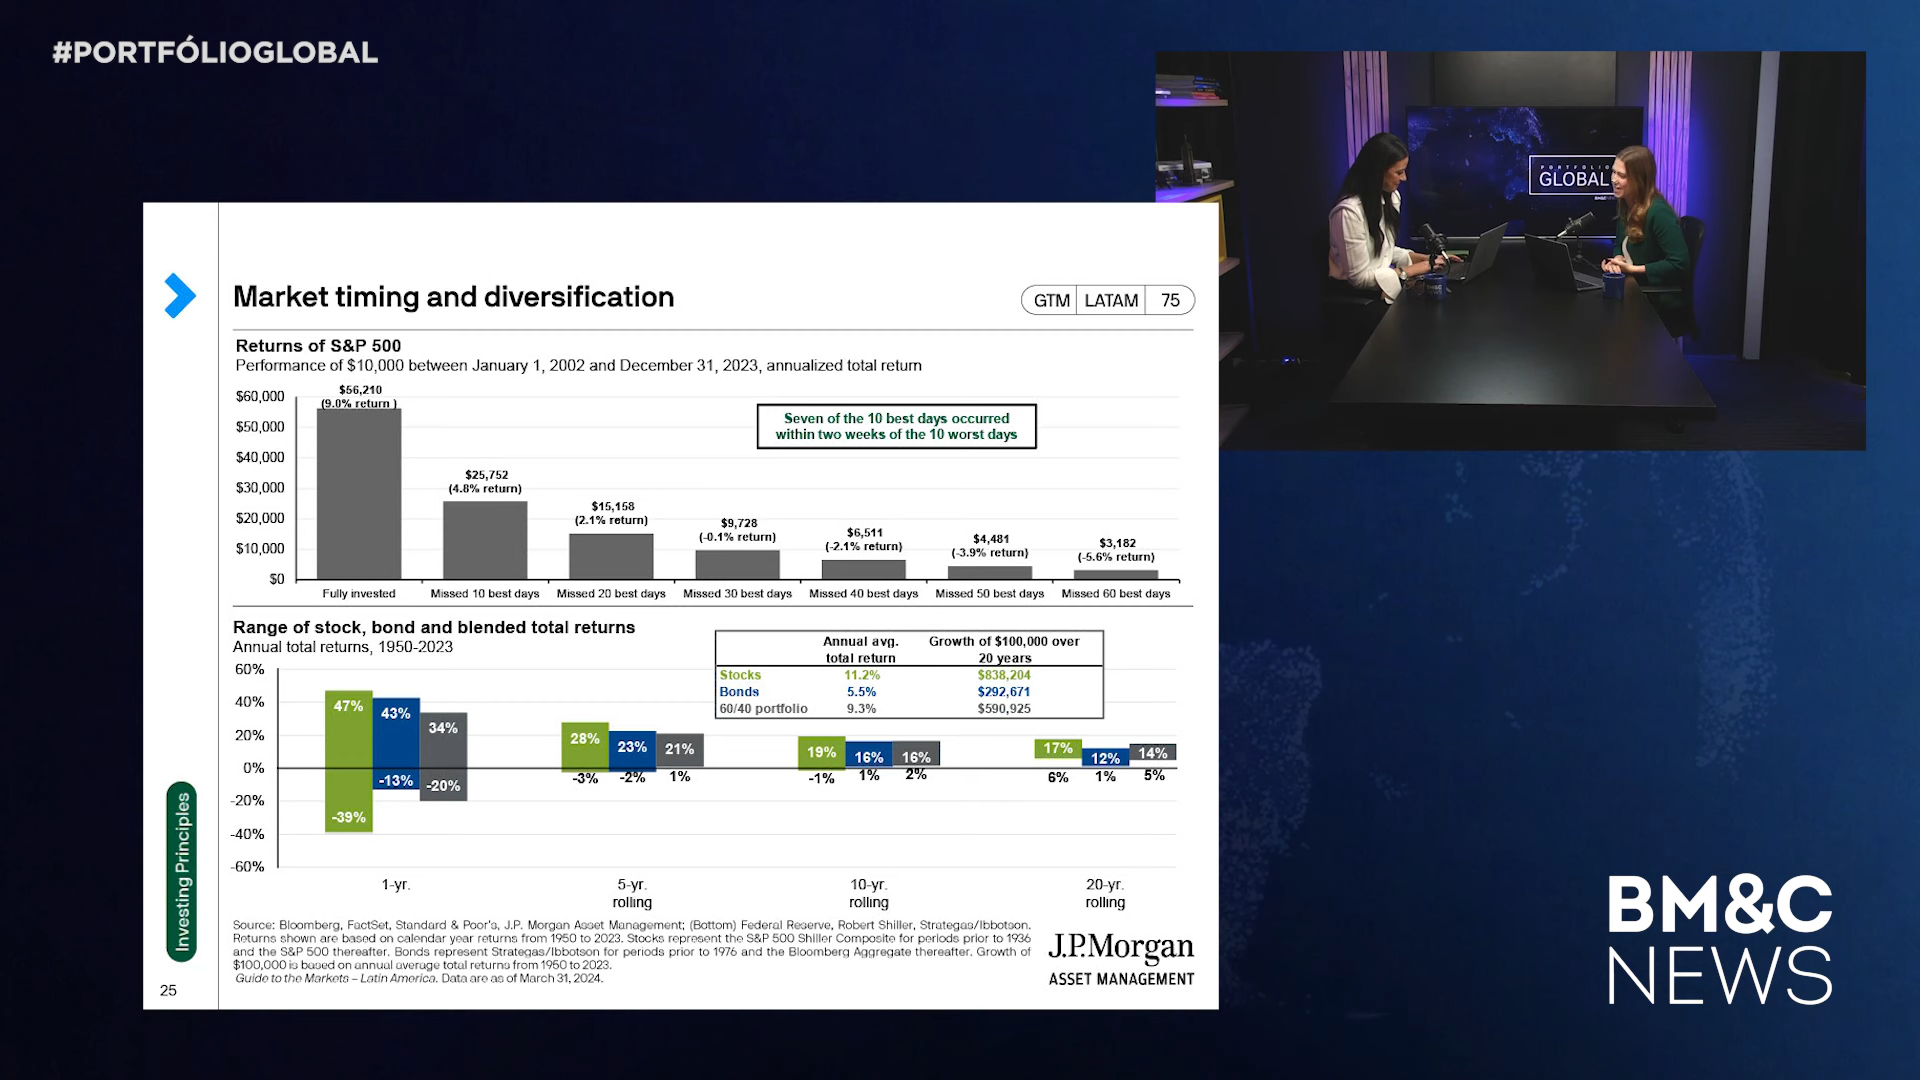 #PORTFÓLIOGLOBAL
PORTFOLIO
GLOBAL
BM&C
Market timing and diversification
GTM LATAM 75
Returns of S&P 500
Performance of $10,000 between January 1, 2002 and December 31, 2023, annualized total return
$60,000
$50,000
$40,000
$30,000
$20,000
$10,000
$0
$56,210
(9.0% return )
$25,752
(4.8% return)
$15,158
(2.1% return)
$9,728
(-0.1% return)
$6,511
(-2.1% return)
$4,481
(-3.9% return)
$3,182
(-5.6% return)
Seven of the 10 best days occurred
within two weeks of the 10 worst days
Fully invested Missed 10 best days Missed 20 best days Missed 30 best days Missed 40 best days Missed 50 best days Missed 60 best days
Range of stock, bond and blended total returns
Annual total returns, 1950-2023
Annual avg. Growth of $100,000 over
total return 20 years
Stocks 11.2% $838,204
Bonds 5.5% $292,671
60/40 portfolio 9.3% $590,925
60%
40%
20%
0%
-20%
-40%
-60%
47% 43% 34%
-39% -13% -20%
28% 23% 21%
-3% -2% 1%
19% 16% 16%
-1% 1% 2%
17% 12% 14%
6% 1% 5%
1-yr.
5-yr.
rolling
10-yr.
rolling
20-yr.
rolling
Source: Bloomberg, FactSet, Standard & Poor's, J.P. Morgan Asset Management; (Bottom) Federal Reserve, Robert Shiller, Strategas/Ibbotson.
Returns shown are based on calendar year returns from 1950 to 2023. Stocks represent the S&P 500 Shiller Composite for periods prior to 1936
and the S&P 500 thereafter. Bonds represent Strategas/Ibbotson for periods prior to 1976 and the Bloomberg Aggregate thereafter. Growth of
$100,000 is based on annual average total returns from 1950 to 2023.
Guide to the Markets – Latin America. Data are as of March 31, 2024.
J.P.Morgan
ASSET MANAGEMENT
Investing Principles
25
BM&C
NEWS